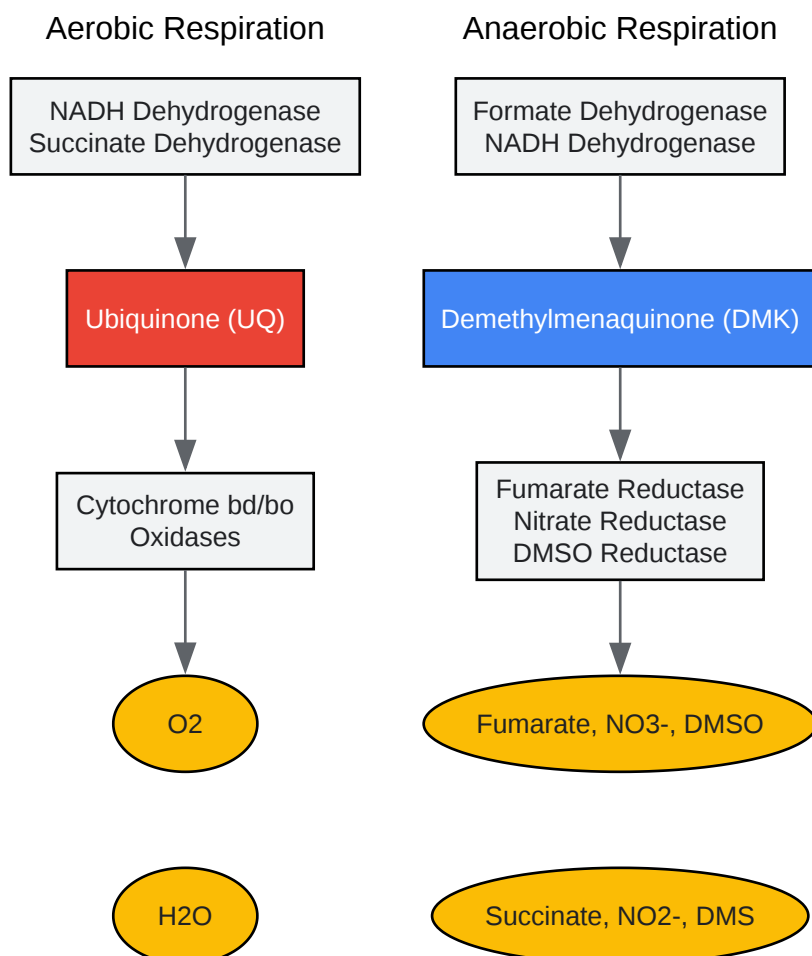 Aerobic Respiration
NADH Dehydrogenase
Succinate Dehydrogenase
Ubiquinone (UQ)
Cytochrome bd/bo
Oxidases
O2
H2O
Anaerobic Respiration
Formate Dehydrogenase
NADH Dehydrogenase
Demethylmenaquinone (DMK)
Fumarate Reductase
Nitrate Reductase
DMSO Reductase
Fumarate, NO3-, DMSO
Succinate, NO2-, DMS